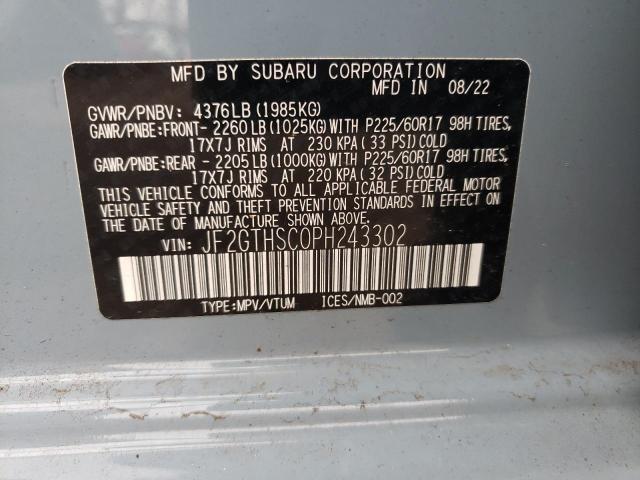 MFD BY SUBARU CORPORATION
MFD IN 08/22
GVWR/PNBV: 4376LB(1985KG)
GAWR/PNBE:FRONT- 2260LB(1025KG)WITH P225/60R17 98H TIRES,
17X7J RIMS AT 230 KPA( 33 PSI)COLD
GAWR/PNBE:REAR - 2205LB(1000KG)WITH P225/60R17 98H TIRES,
17X7J RIMS AT 220 KPA( 32 PSI)COLD
THIS VEHICLE CONFORMS TO ALL APPLICABLE FEDERAL MOTOR
VEHICLE SAFETY AND THEFT PREVENTION STANDARDS IN EFFECT ON
THE DATE OF MANUFACTURE SHOWN ABOVE.
VIN: JF2GTHSC0PH243302
TYPE:MPV/VTUM ICES/NMB-002